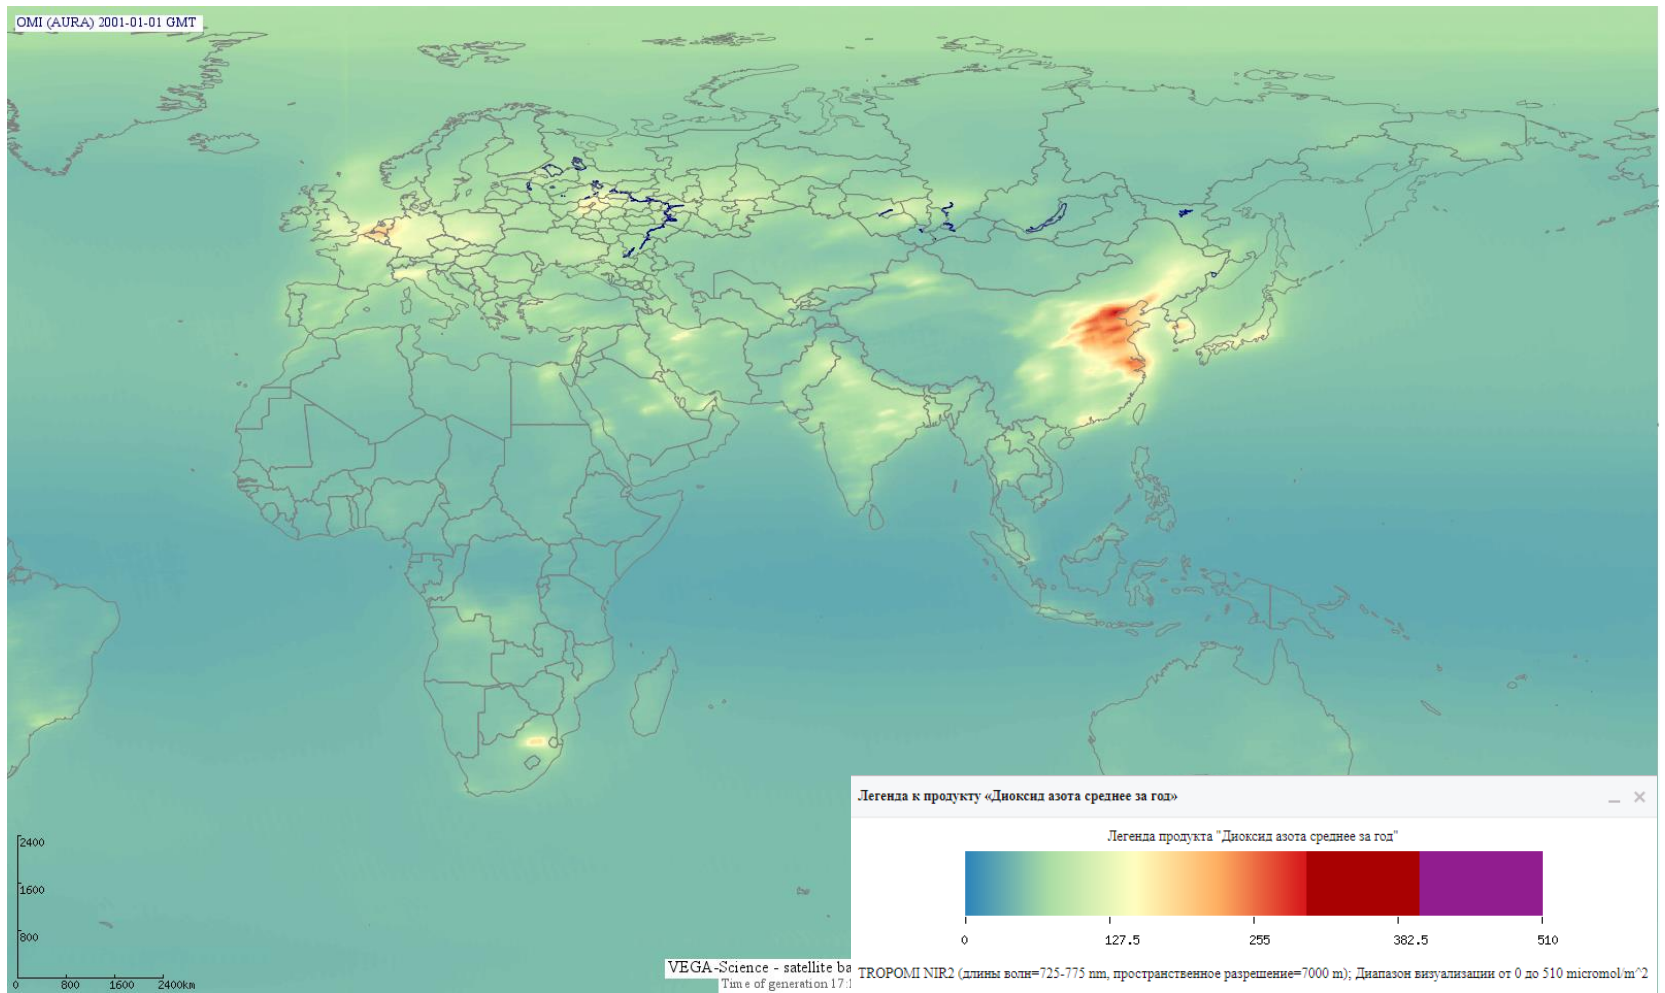 OMI (AURA) 2001-01-01 GMT
2400
1600
800
0 800 1600 2400km
VEGA-Science - satellite ba
Time of generation 17:1
Легенда к продукту «Диоксид азота среднее за год»
Легенда продукта "Диоксид азота среднее за год"
0 127.5 255 382.5 510
TROPOMI NIR2 (длины волн=725-775 nm, пространственное разрешение=7000 m); Диапазон визуализации от 0 до 510 micromol/m^2